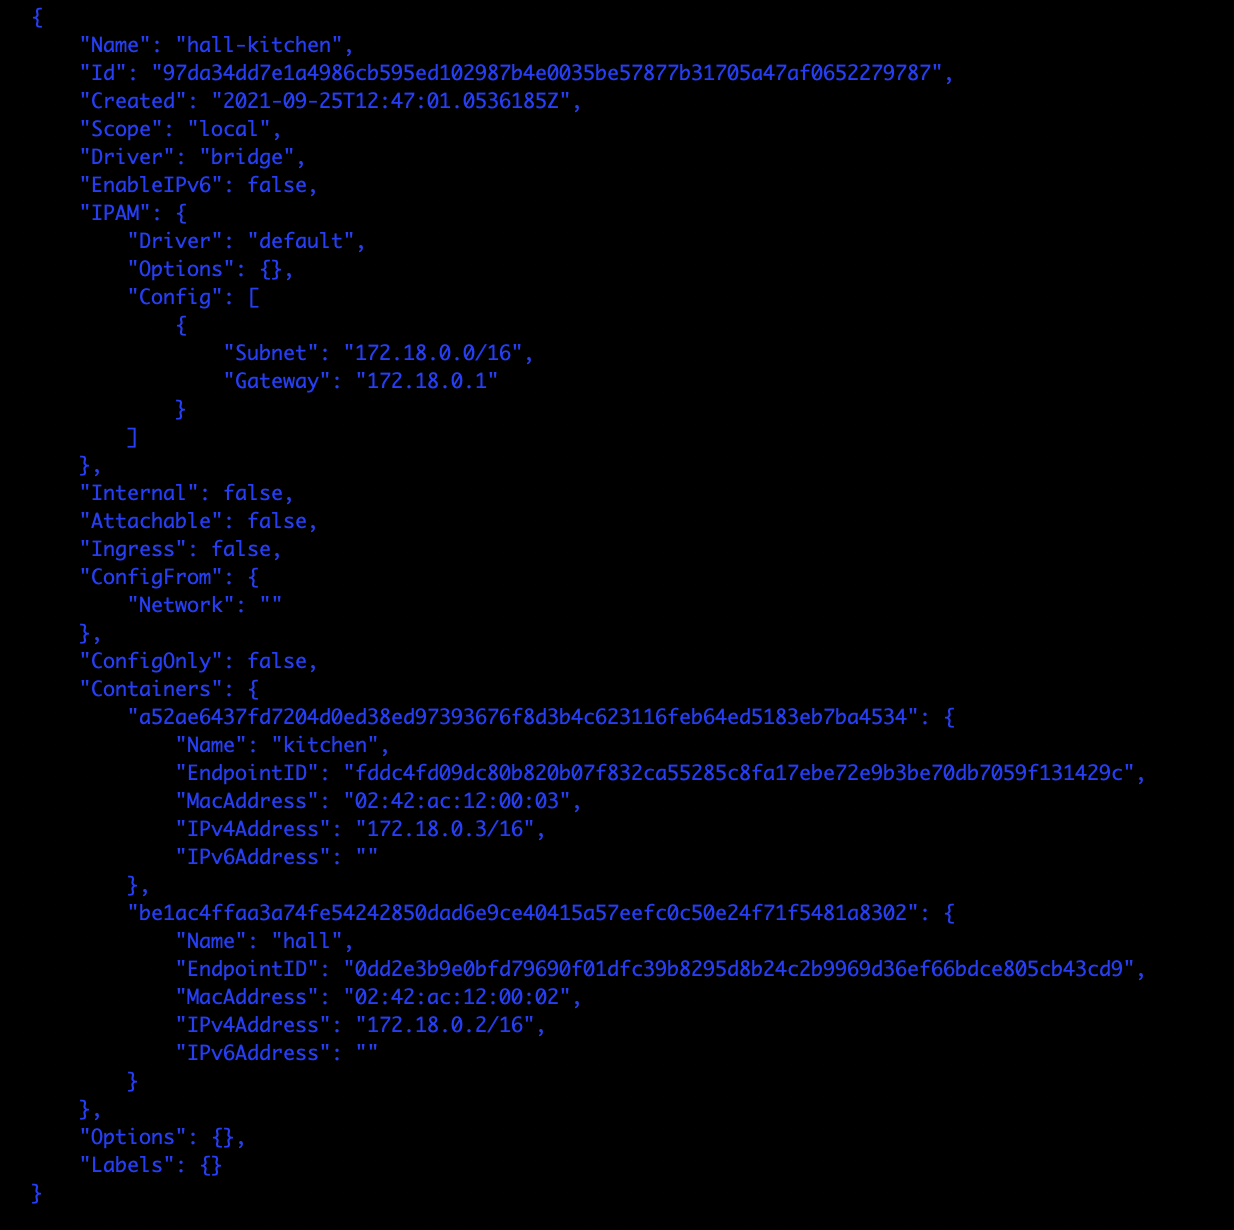 {
    "Name": "hall-kitchen",
    "Id": "97da34dd7e1a4986cb595ed102987b4e0035be57877b31705a47af0652279787",
    "Created": "2021-09-25T12:47:01.0536185Z",
    "Scope": "local",
    "Driver": "bridge",
    "EnableIPv6": false,
    "IPAM": {
        "Driver": "default",
        "Options": {},
        "Config": [
            {
                "Subnet": "172.18.0.0/16",
                "Gateway": "172.18.0.1"
            }
        ]
    },
    "Internal": false,
    "Attachable": false,
    "Ingress": false,
    "ConfigFrom": {
        "Network": ""
    },
    "ConfigOnly": false,
    "Containers": {
        "a52ae6437fd7204d0ed38ed97393676f8d3b4c623116feb64ed5183eb7ba4534": {
            "Name": "kitchen",
            "EndpointID": "fddc4fd09dc80b820b07f832ca55285c8fa17ebe72e9b3be70db7059f131429c",
            "MacAddress": "02:42:ac:12:00:03",
            "IPv4Address": "172.18.0.3/16",
            "IPv6Address": ""
        },
        "be1ac4ffaa3a74fe54242850dad6e9ce40415a57eefc0c50e24f71f5481a8302": {
            "Name": "hall",
            "EndpointID": "0dd2e3b9e0bfd79690f01dfc39b8295d8b24c2b9969d36ef66bdce805cb43cd9",
            "MacAddress": "02:42:ac:12:00:02",
            "IPv4Address": "172.18.0.2/16",
            "IPv6Address": ""
        }
    },
    "Options": {},
    "Labels": {}
}